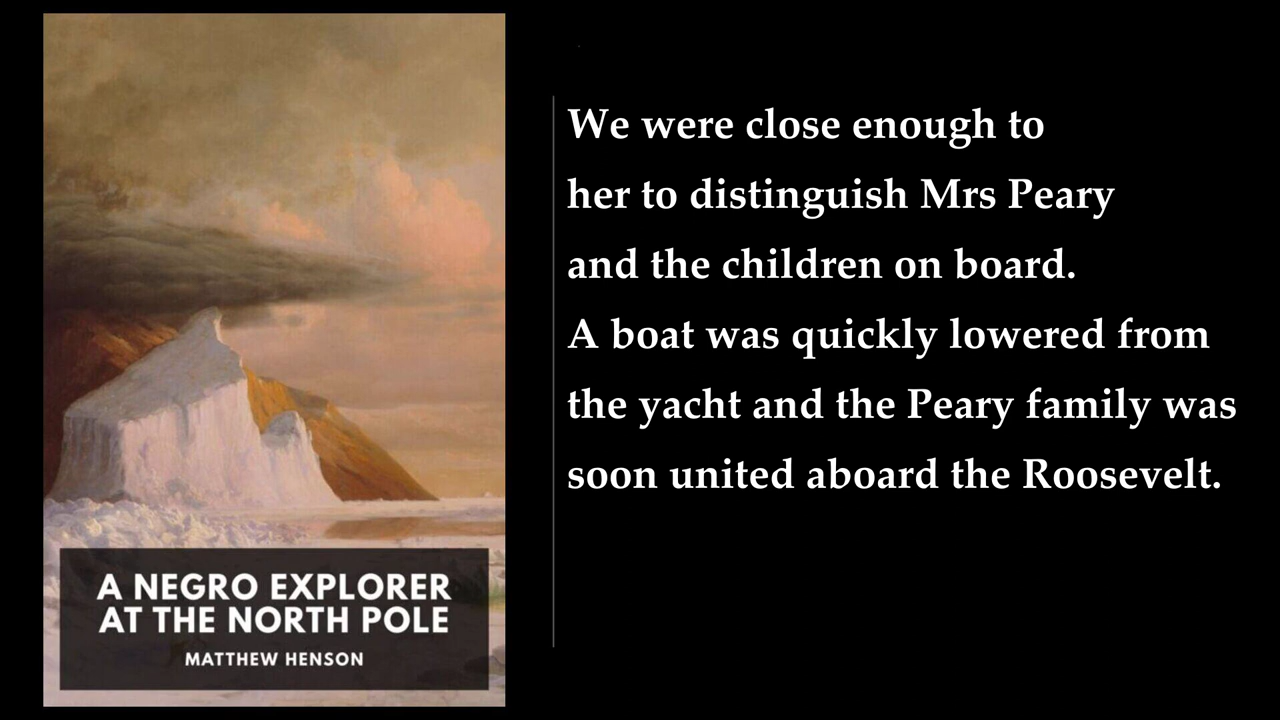 We were close enough to
her to distinguish Mrs Peary
and the children on board.
A boat was quickly lowered from
the yacht and the Peary family was
soon united aboard the Roosevelt.
A NEGRO EXPLORER
AT THE NORTH POLE
MATTHEW HENSON